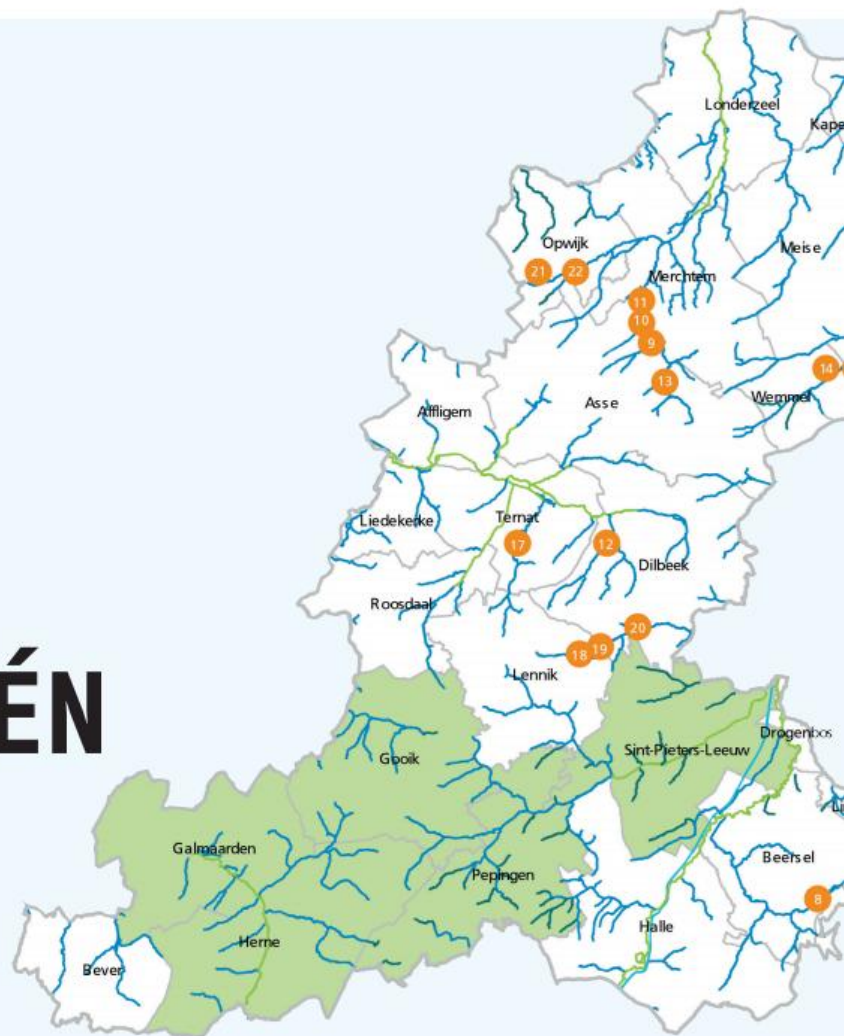 Londerzeel
Kape
Opwijk
Meise
21
22
Merchtem
11
10
9
14
13
Wemmel
Asse
Affligem
Liedekerke
Ternat
17
12
Dilbeek
Roosdaal
20
19
18
Lennik
ÉN
Drogenbos
Sint-Pieters-Leeuw
Gooik
Li
Galmaarden
Beersel
Pepingen
8
Halle
Herne
Bever